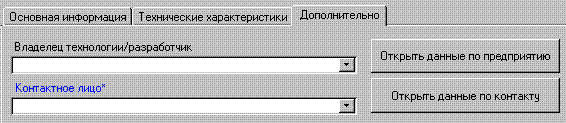 Основная информация
Технические характеристики
Дополнительно
Владелец технологии/разработчик
Открыть данные по предприятию
Контактное лицо*
Открыть данные по контакту